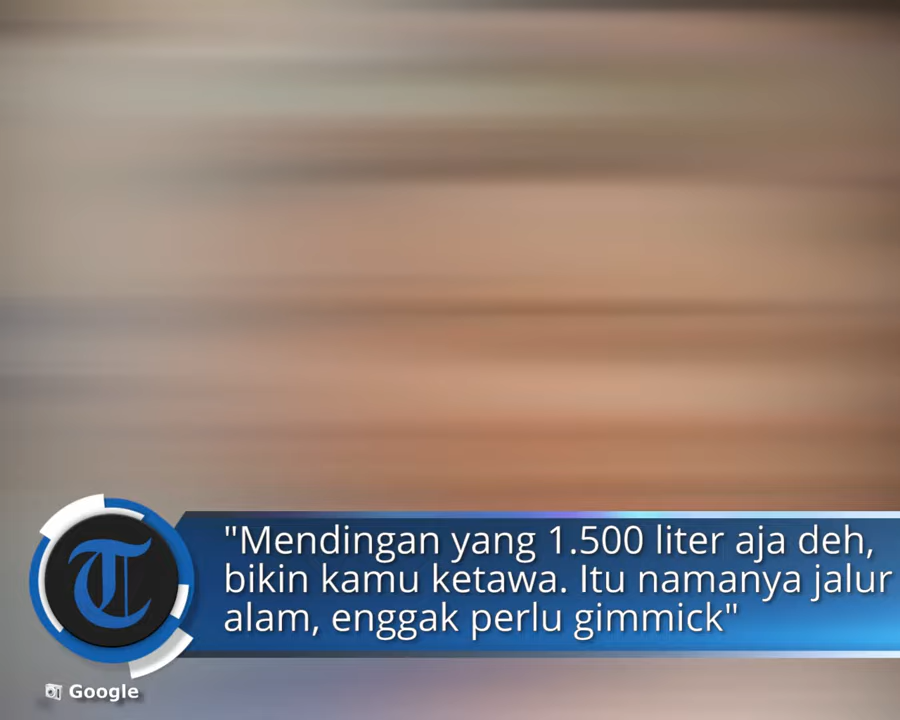 "Mendingan yang 1.500 liter aja deh,
bikin kamu ketawa. Itu namanya jalur
alam, enggak perlu gimmick"
T
Google